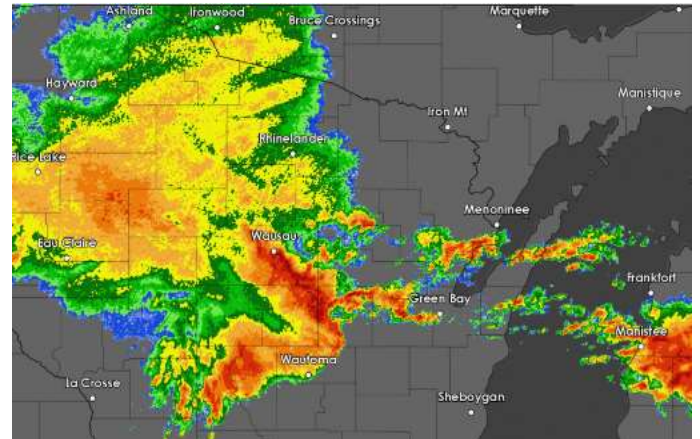 Ashland
Ironwood
Bruce Crossings
Marquette
Hayward
Manistique
Iron Mt
Rhinelander
Rice Lake
Menominee
Wausau
Eau Claire
Frankfort
Green Bay
Manistee
Wautoma
La Crosse
Sheboygan